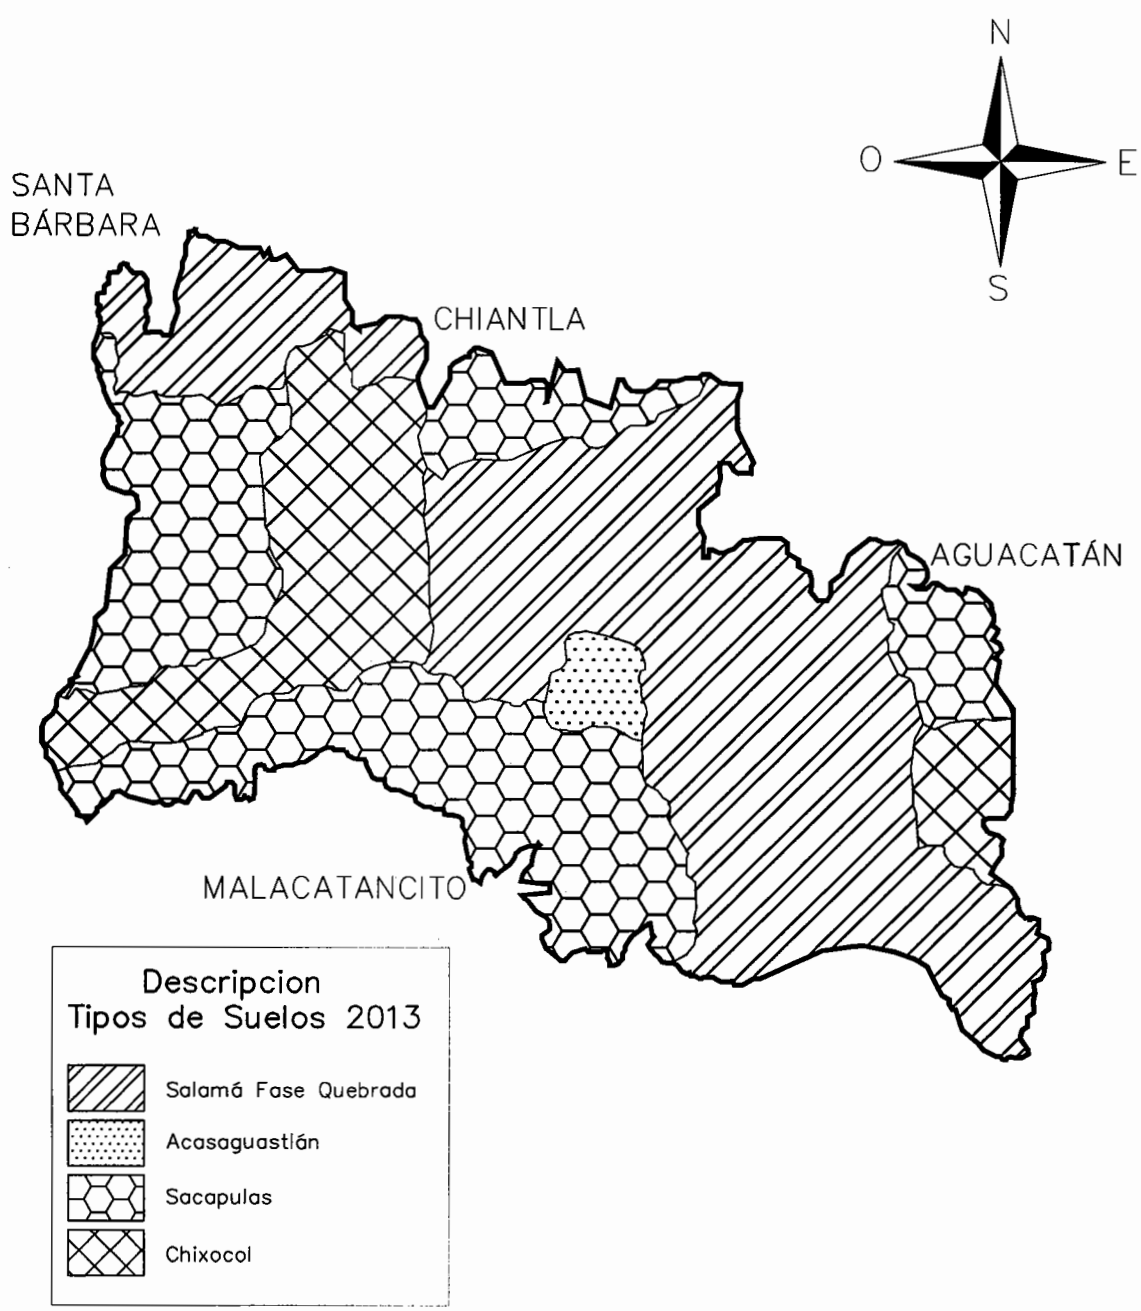 N
O
E
S
SANTA
BÁRBARA
CHIANTLA
AGUACATÁN
MALACATANCITO
Descripcion
Tipos de Suelos 2013
Salamá Fase Quebrada
Acasaguastlán
Sacapulas
Chixocol